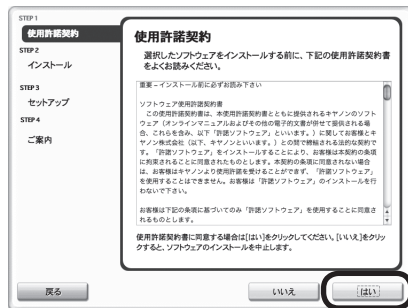 STEP 1
使用許諾契約
STEP 2
インストール
STEP 3
セットアップ
STEP 4
ご案内
使用許諾契約
選択したソフトウェアをインストールする前に、下記の使用許諾契約書
をよくお読みください。
重要－インストール前に必ずお読み下さい
ソフトウェア使用許諾契約書
この使用許諾契約書は、本使用許諾契約書とともに提供されるキヤノンのソフト
ウェア（オンラインマニュアルおよびその他の電子的文書が併せて提供される場
合、これらを含み、以下「許諾ソフトウェア」といいます。）に関してお客様とキ
ヤノン株式会社（以下、キヤノンといいます。）との間で締結される法的な契約で
す。「許諾ソフトウェア」をインストールすることにより、お客様は本契約の条項
に拘束されることに同意されたものとします。本契約の条項に同意されない場合
は、お客様はキヤノンより使用許諾を受けることができず、「許諾ソフトウェア」
を使用することはできません。お客様は「許諾ソフトウェア」のインストールを行
わないで下さい。
お客様は下記の条項に基づいてのみ「許諾ソフトウェア」を使用することに同意さ
れるものとします。
使用許諾契約書に同意する場合は[はい]をクリックしてください。[いいえ]をクリッ
クすると、ソフトウェアのインストールを中止します。
戻る
いいえ
はい